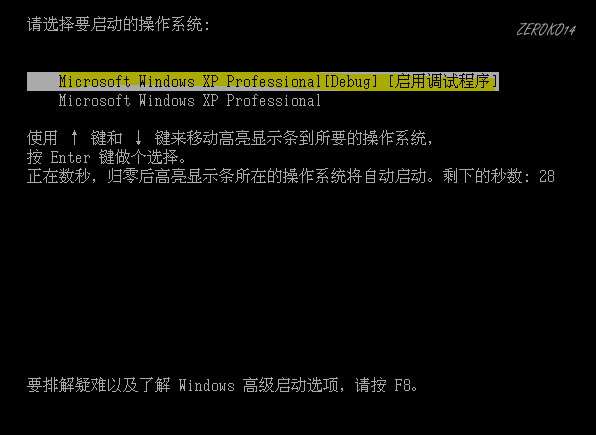 请选择要启动的操作系统:
ZEROK014
Microsoft Windows XP Professional[Debug] [启用调试程序]
Microsoft Windows XP Professional
使用 ↑ 键和 ↓ 键来移动高亮显示条到所要的操作系统,
按 Enter 键做个选择。
正在数秒, 归零后高亮显示条所在的操作系统将自动启动。剩下的秒数: 28
要排解疑难以及了解 Windows 高级启动选项, 请按 F8。